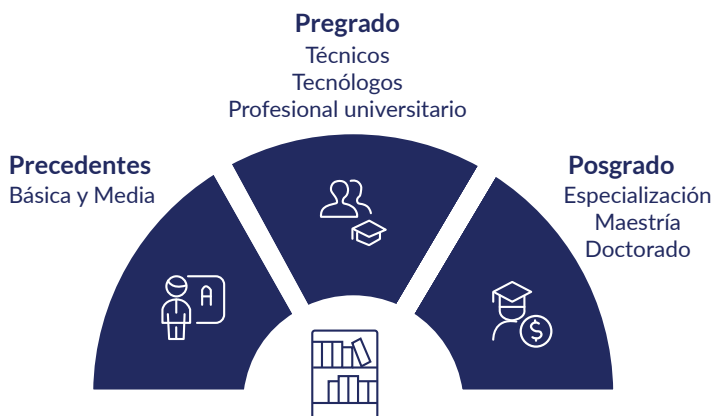 Pregrado
Técnicos
Tecnólogos
Profesional universitario
Precedentes
Básica y Media
Posgrado
Especialización
Maestría
Doctorado
A
$